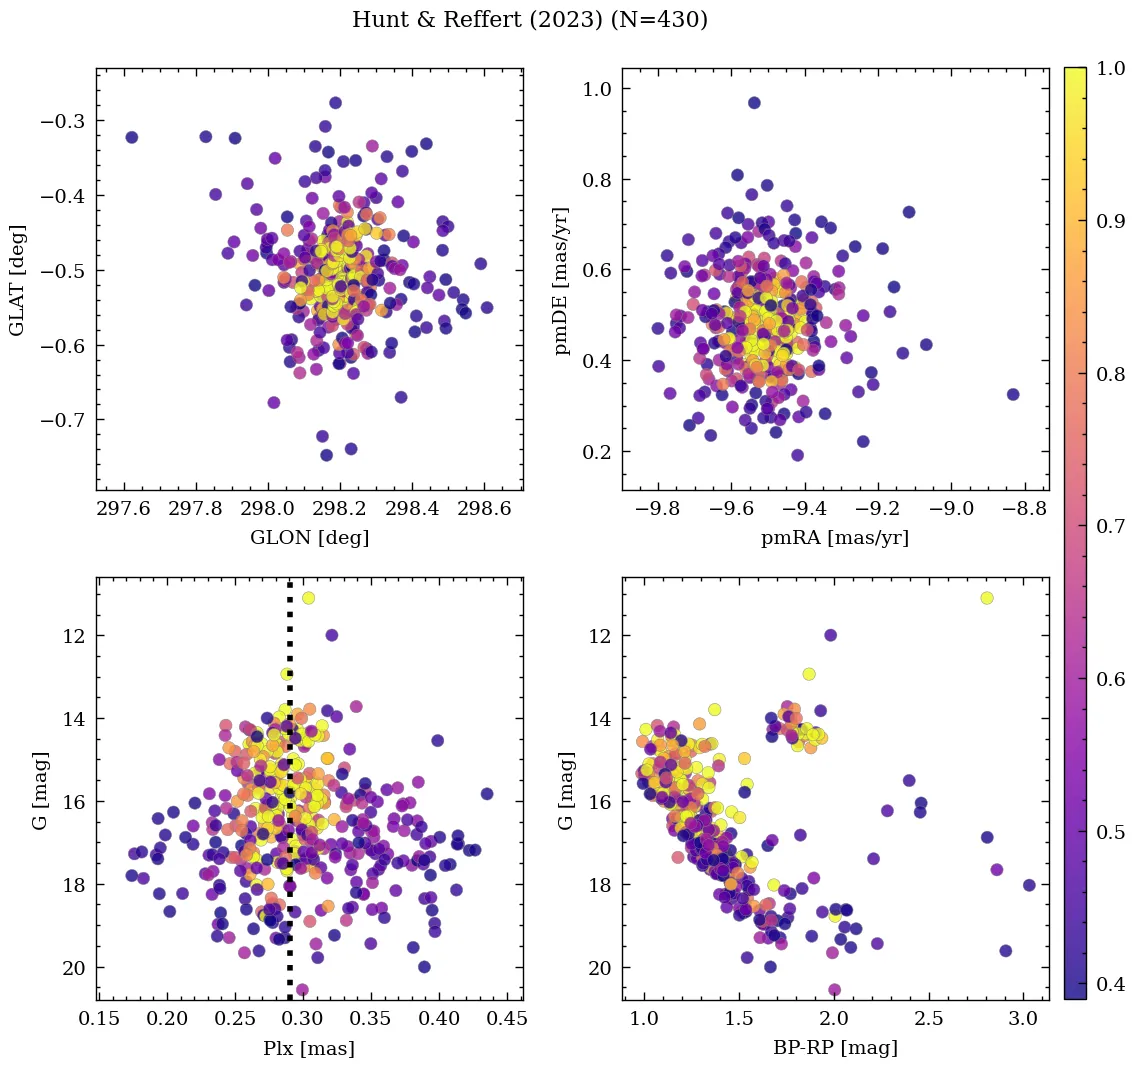 Hunt & Reffert (2023) (N=430)
−0.3
−0.4
−0.5
−0.6
−0.7
GLAT [deg]
297.6 297.8 298.0 298.2 298.4 298.6
GLON [deg]
1.0
0.8
0.6
0.4
0.2
pmDE [mas/yr]
−9.8 −9.6 −9.4 −9.2 −9.0 −8.8
pmRA [mas/yr]
12
14
16
18
20
G [mag]
0.15 0.20 0.25 0.30 0.35 0.40 0.45
Plx [mas]
12
14
16
18
20
G [mag]
1.0 1.5 2.0 2.5 3.0
BP-RP [mag]
1.0
0.9
0.8
0.7
0.6
0.5
0.4